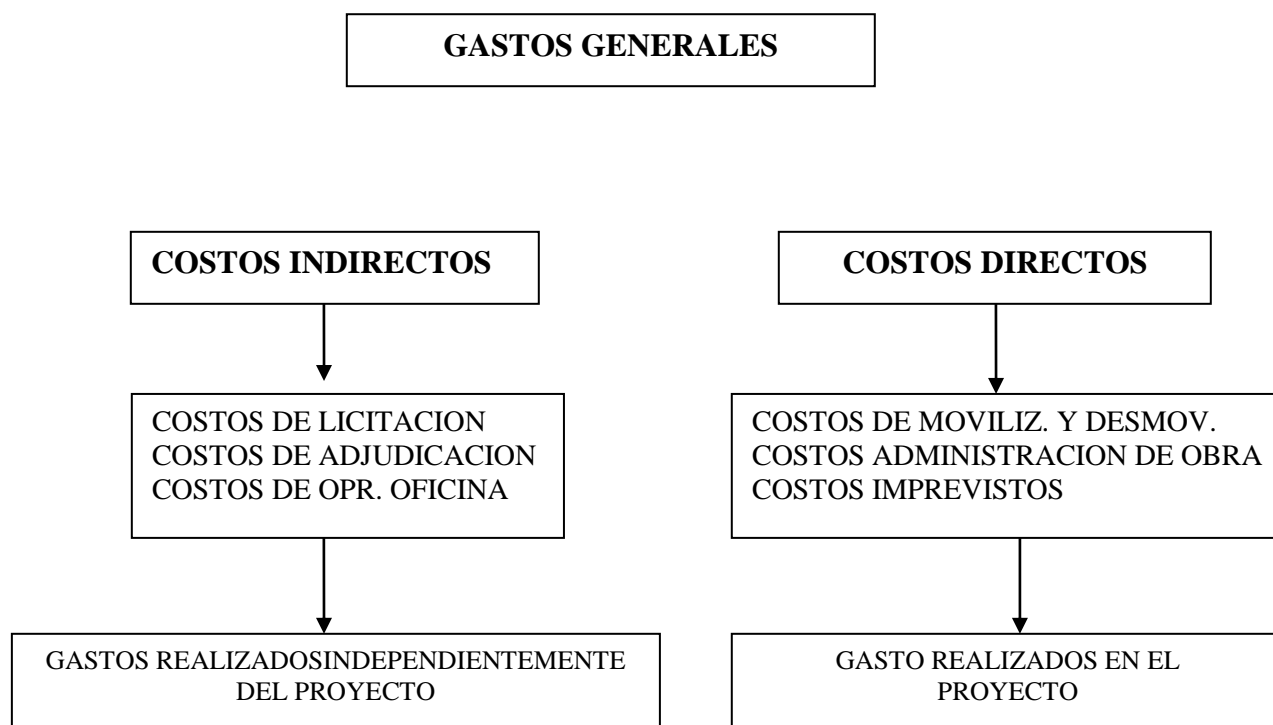 GASTOS GENERALES
COSTOS INDIRECTOS
COSTOS DE LICITACION
COSTOS DE ADJUDICACION
COSTOS DE OPR. OFICINA
GASTOS REALIZADOSINDEPENDIENTEMENTE
DEL PROYECTO
COSTOS DIRECTOS
COSTOS DE MOVILIZ. Y DESMOV.
COSTOS ADMINISTRACION DE OBRA
COSTOS IMPREVISTOS
GASTO REALIZADOS EN EL
PROYECTO